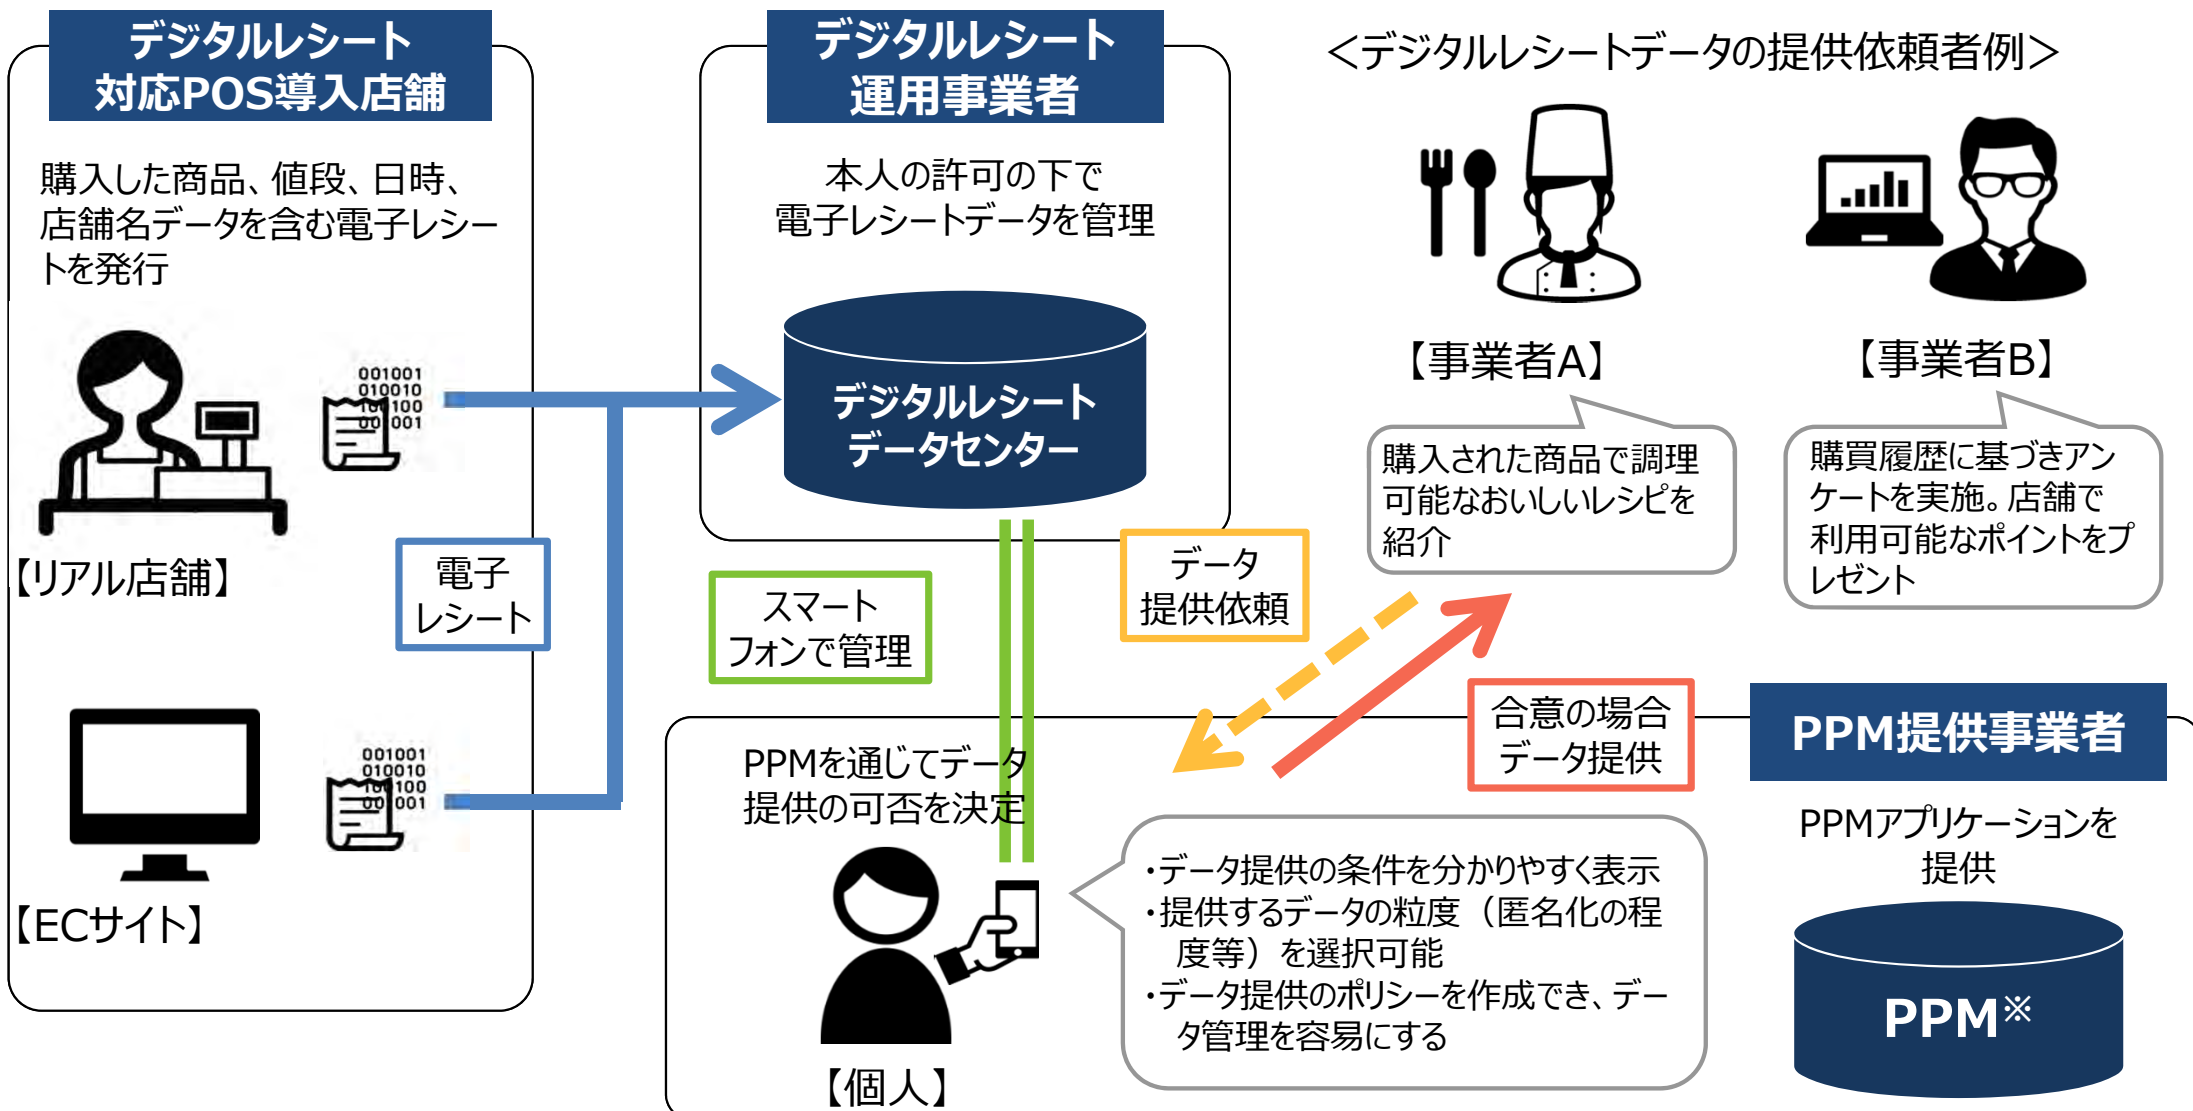 デジタルレシート
対応POS導入店舗
購入した商品、値段、日時、
店舗名データを含む電子レシー
トを発行
001001
010010
100100
001001
【リアル店舗】
電子
レシート
001001
010010
100100
001001
【ECサイト】
デジタルレシート
運用事業者
本人の許可の下で
電子レシートデータを管理
デジタルレシート
データセンター
スマート
フォンで管理
データ
提供依頼
＜デジタルレシートデータの提供依頼者例＞
【事業者A】
購入された商品で調理
可能なおいしいレシピを
紹介
【事業者B】
購買履歴に基づきアン
ケートを実施。店舗で
利用可能なポイントをプ
レゼント
合意の場合
データ提供
PPMを通じてデータ
提供の可否を決定
【個人】
・データ提供の条件を分かりやすく表示
・提供するデータの粒度（匿名化の程
度等）を選択可能
・データ提供のポリシーを作成でき、デー
タ管理を容易にする
PPM提供事業者
PPMアプリケーションを
提供
PPM※